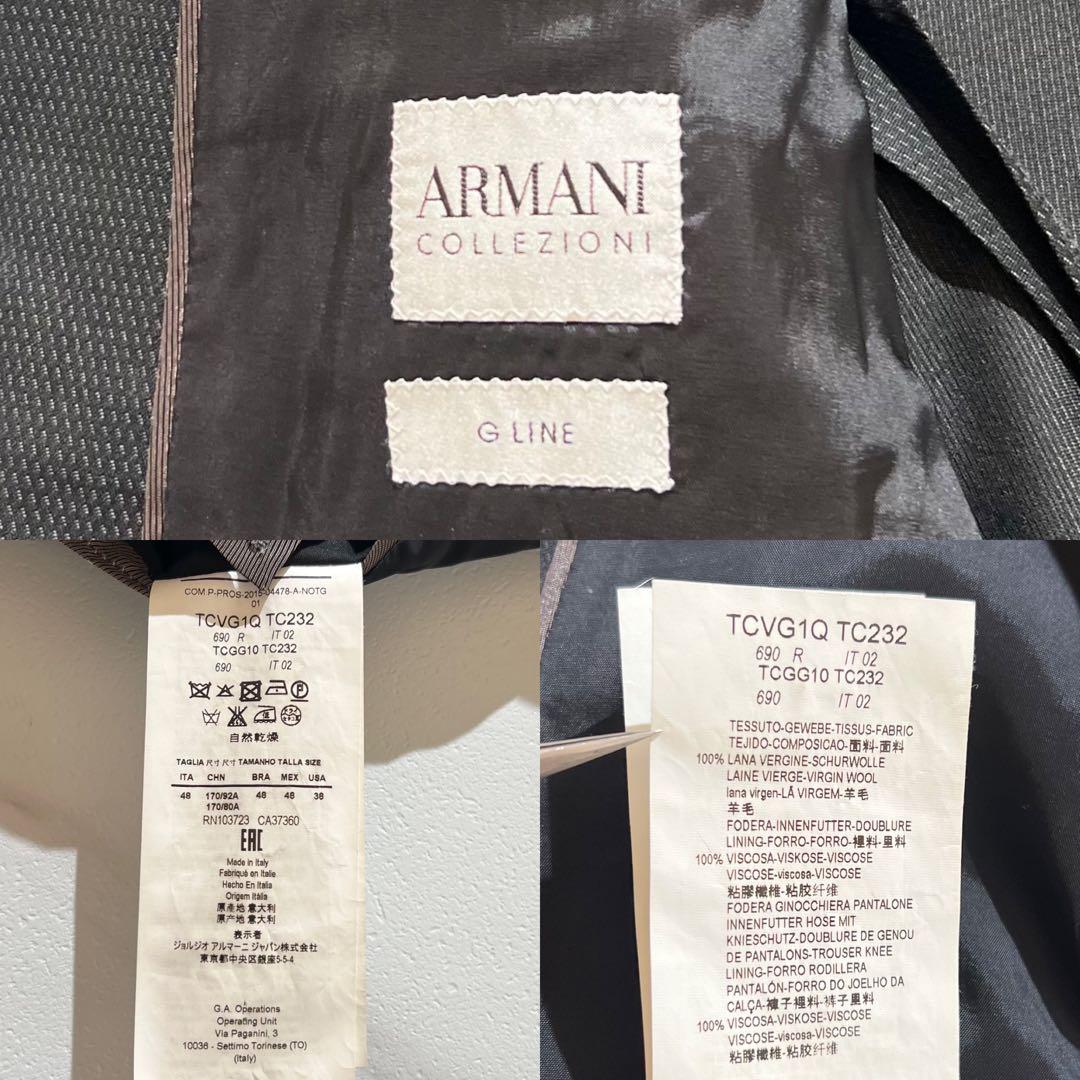 ARMANI
COLLEZIONI
G LINE
COM P-PROS-2015-04478-A-NOTG
01
TCVG1Q TC232
690 R IT 02
TCGG10 TC232
690 IT 02
自然乾燥
TAGLIA 尺寸 尺寸 TAMANHO TALLA SIZE
ITA CHN BRA MEX USA
48 170/92A 48 48 38
170/80A
RN103723 CA37360
EAC
Made in Italy
Fabriqué en Italie
Hecho En Italia
Origem Itália
原產地 意大利
原产地 意大利
表示者
ジョルジオ アルマーニ ジャパン株式会社
東京都中央区銀座5-5-4
G.A. Operations
Operating Unit
Via Paganini, 3
10036 - Settimo Torinese (TO)
(Italy)
TCVG1Q TC232
690 R IT 02
TCGG10 TC232
690 IT 02
TESSUTO-GEWEBE-TISSUS-FABRIC
TEJIDO-COMPOSICAO-面料-面料
100% LANA VERGINE-SCHURWOLLE
LAINE VIERGE-VIRGIN WOOL
lana virgen-LÃ VIRGEM-羊毛
羊毛
FODERA-INNENFUTTER-DOUBLURE
LINING-FORRO-FORRO-裡料-里料
100% VISCOSA-VISKOSE-VISCOSE
VISCOSE-viscosa-VISCOSE
粘膠纖維-粘胶纤维
FODERA GINOCCHIERA PANTALONE
INNENFUTTER HOSE MIT
KNIESCHUTZ-DOUBLURE DE GENOU
DE PANTALONS-TROUSER KNEE
LINING-FORRO RODILLERA
PANTALÓN-FORRO DO JOELHO DA
CALÇA-褲子裡料-裤子里料
100% VISCOSA-VISKOSE-VISCOSE
VISCOSE-viscosa-VISCOSE
粘膠纖維-粘胶纤维